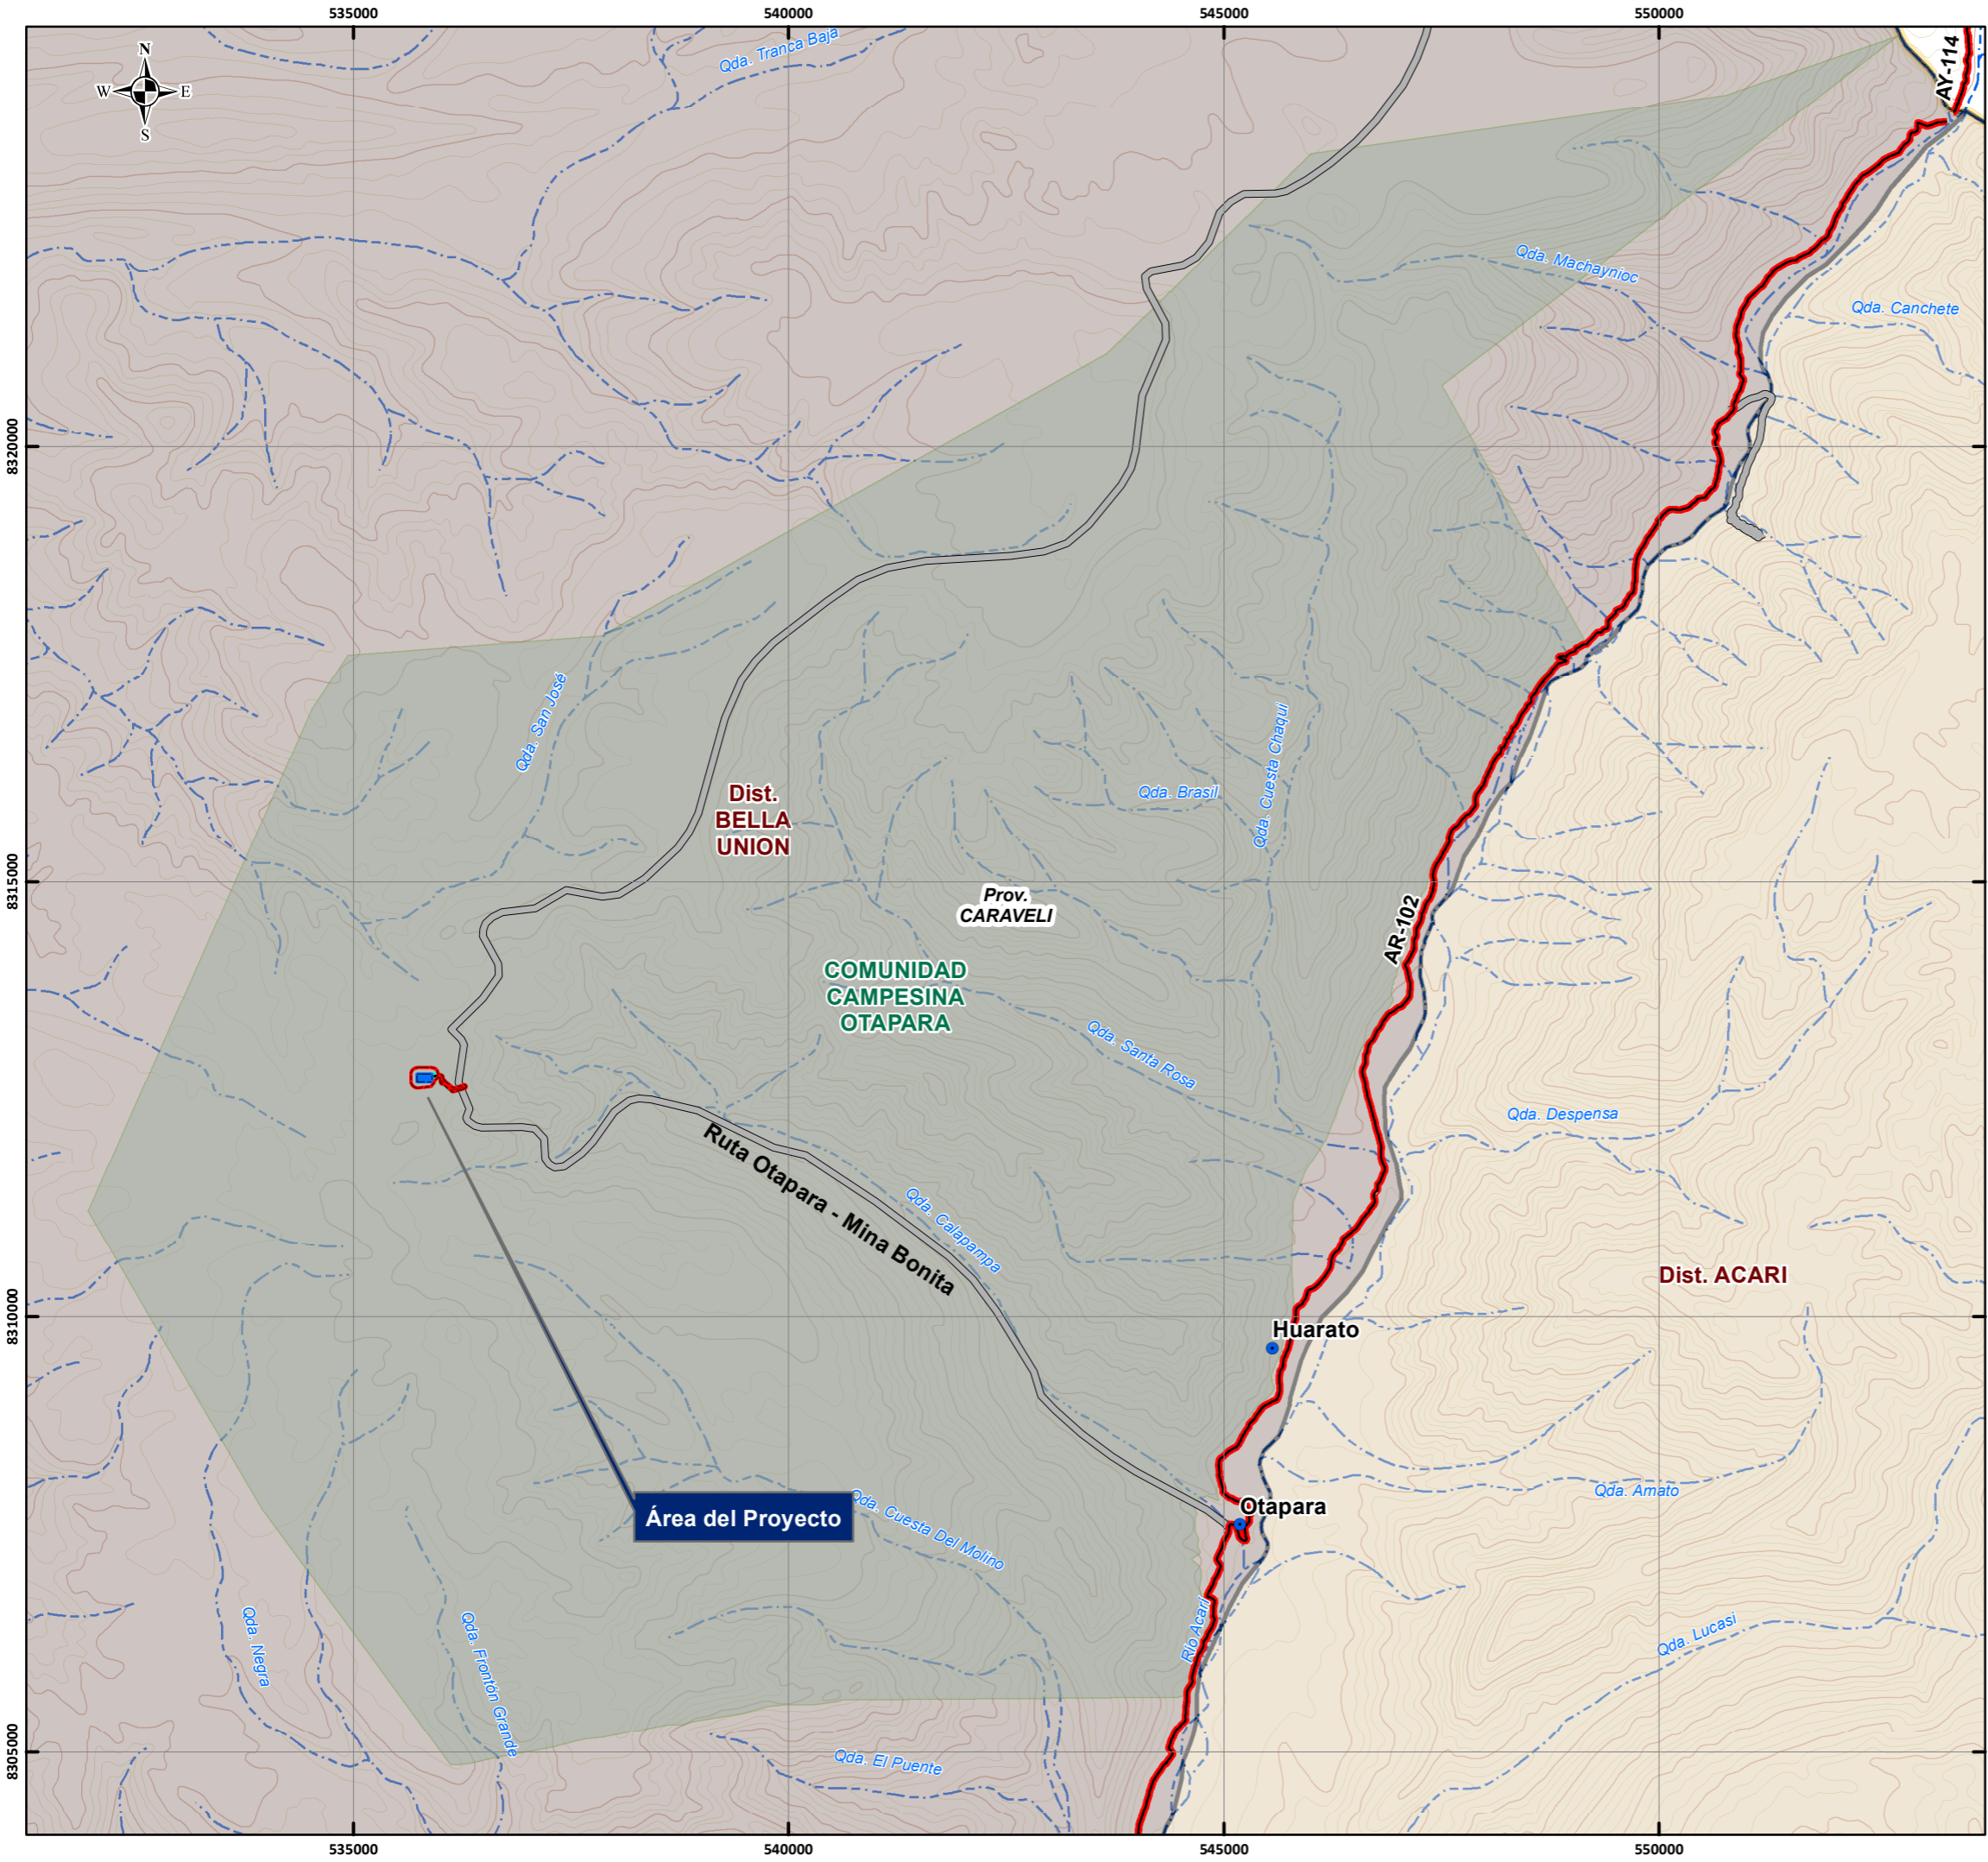 535000
540000
545000
550000
N
W
E
S
Qda. Tranca Baja
AY-114
Qda. Machaynioc
Qda. Canchete
8320000
8320000
Qda. San José
Qda. Cuesta Chaqui
Qda. Brasil
Dist.
BELLA
UNION
8315000
Prov.
CARAVELI
AR-102
COMUNIDAD
CAMPESINA
OTAPARA
Qda. Santa Rosa
Qda. Despensa
Ruta Otapara - Mina Bonita
Qda. Calapampa
Dist. ACARI
8310000
Huarato
Qda. Amato
Otapara
Área del Proyecto
Qda. Cuesta Del Molino
Río Acarí
Qda. Negra
Qda. Frontón Grande
Qda. Lucasi
8305000
Qda. El Puente
535000
540000
545000
550000